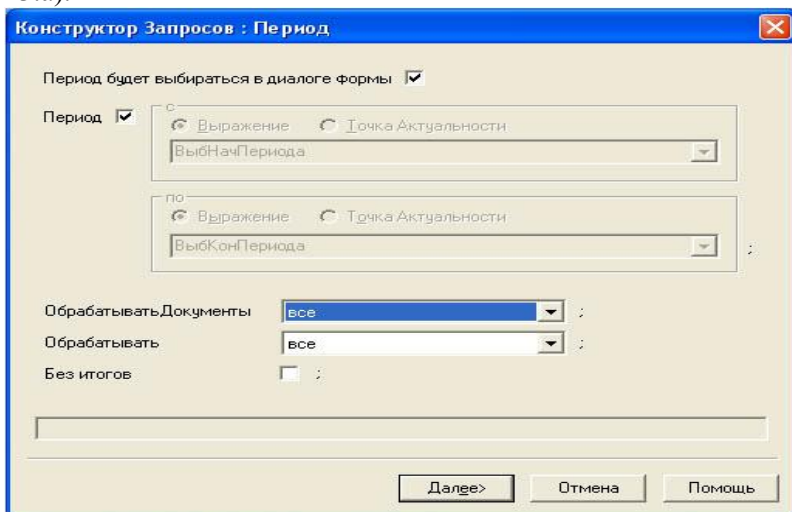 Конструктор Запросов : Период
Период будет выбираться в диалоге формы
Период
с
Выражение Точка Актуальности
ВыбНачПериода
по
Выражение Точка Актуальности
ВыбКонПериода
;
ОбрабатыватьДокументы все ;
Обрабатывать все ;
Без итогов ;
Далее> Отмена Помощь